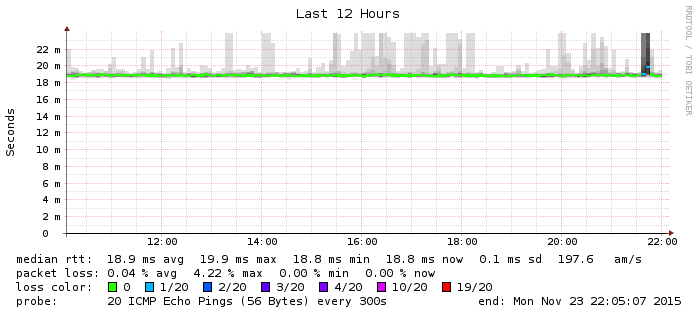 Last 12 Hours
RRDTOOL / TOBI OETIKER
Seconds
22 m
20 m
18 m
16 m
14 m
12 m
10 m
8 m
6 m
4 m
2 m
0
12:00 14:00 16:00 18:00 20:00 22:00
median rtt: 18.9 ms avg 19.9 ms max 18.8 ms min 18.8 ms now 0.1 ms sd 197.6 am/s
packet loss: 0.04 % avg 4.22 % max 0.00 % min 0.00 % now
loss color: 0 1/20 2/20 3/20 4/20 10/20 19/20
probe: 20 ICMP Echo Pings (56 Bytes) every 300s end: Mon Nov 23 22:05:07 2015